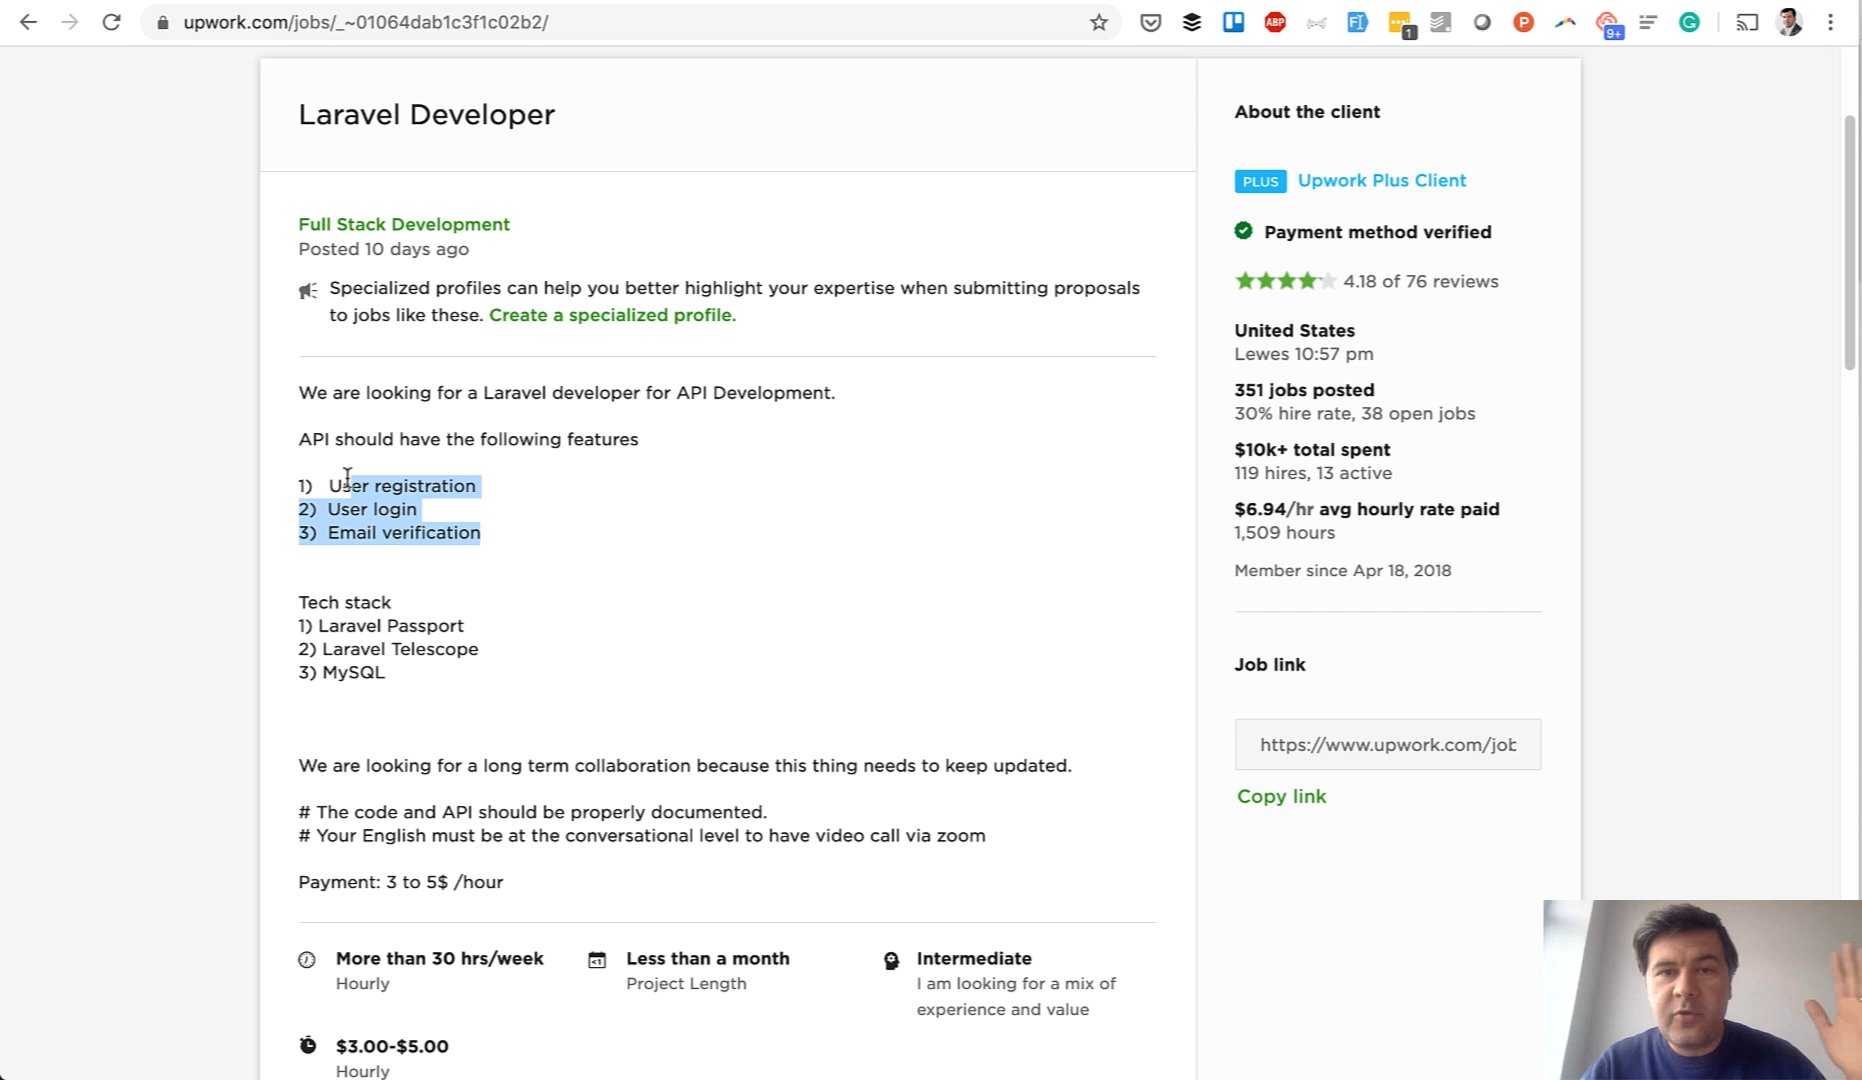 upwork.com/jobs/_~01064dab1c3f1c02b2/
ABP
1
P
9+
G
Laravel Developer
Full Stack Development
Posted 10 days ago
Specialized profiles can help you better highlight your expertise when submitting proposals
to jobs like these. Create a specialized profile.
We are looking for a Laravel developer for API Development.
API should have the following features
1) User registration
2) User login
3) Email verification
Tech stack
1) Laravel Passport
2) Laravel Telescope
3) MySQL
We are looking for a long term collaboration because this thing needs to keep updated.
# The code and API should be properly documented.
# Your English must be at the conversational level to have video call via zoom
Payment: 3 to 5$ /hour
More than 30 hrs/week
Hourly
Less than a month
Project Length
Intermediate
I am looking for a mix of
experience and value
$3.00-$5.00
Hourly
About the client
PLUS Upwork Plus Client
Payment method verified
4.18 of 76 reviews
United States
Lewes 10:57 pm
351 jobs posted
30% hire rate, 38 open jobs
$10k+ total spent
119 hires, 13 active
$6.94/hr avg hourly rate paid
1,509 hours
Member since Apr 18, 2018
Job link
https://www.upwork.com/job
Copy link